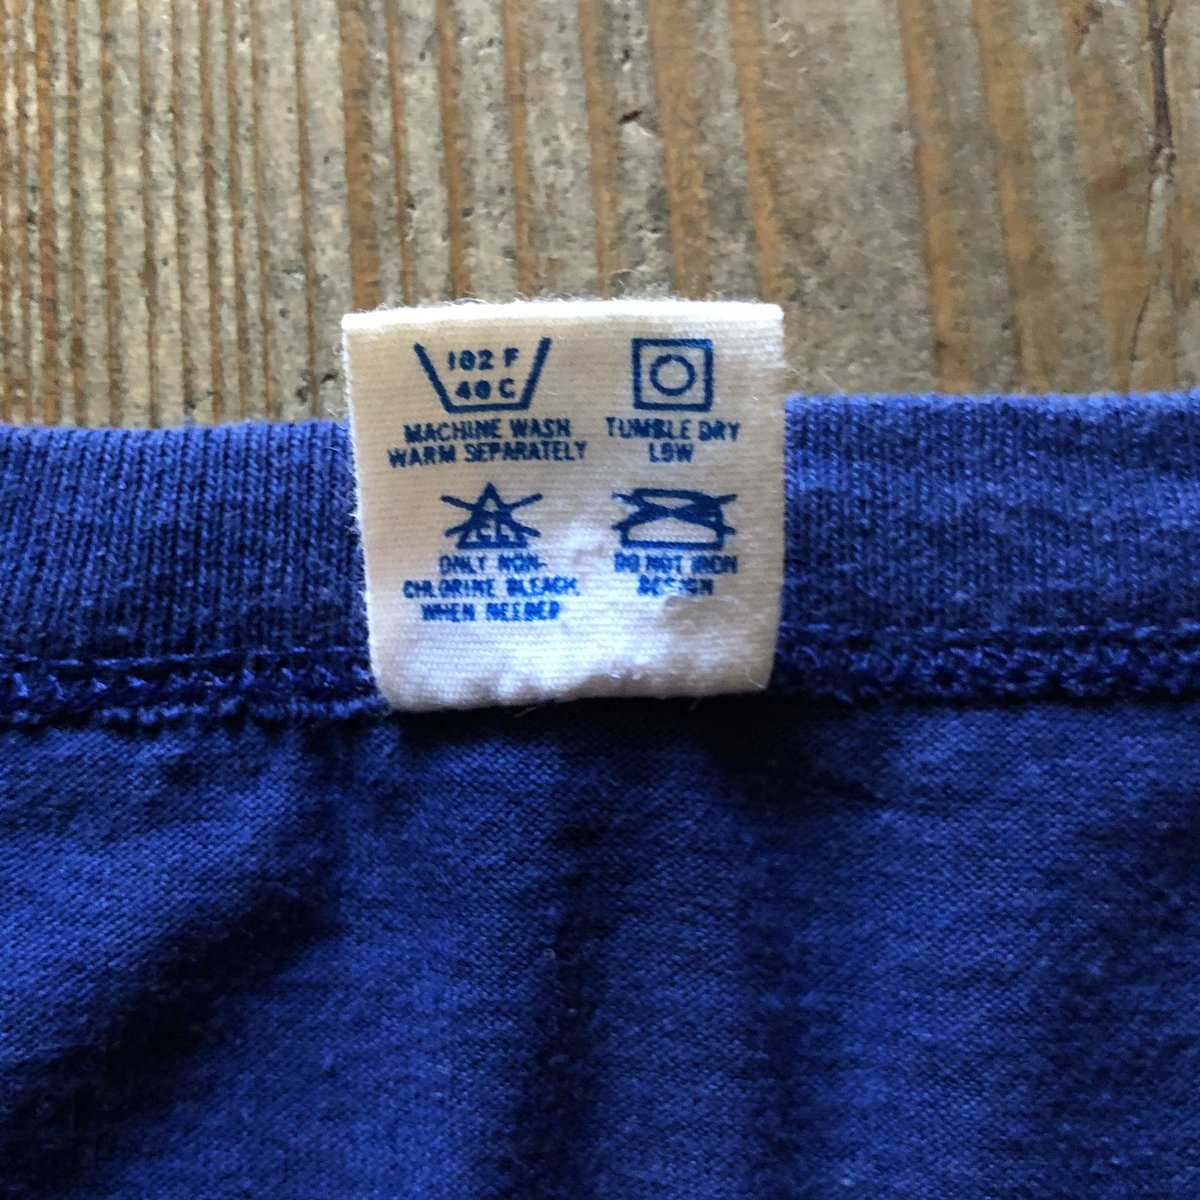 102 F
40 C
MACHINE WASH
WARM SEPARATELY
TUMBLE DRY
LOW
CL
ONLY NON-
CHLORINE BLEACH,
WHEN NEEDED
DO NOT IRON
DESIGN